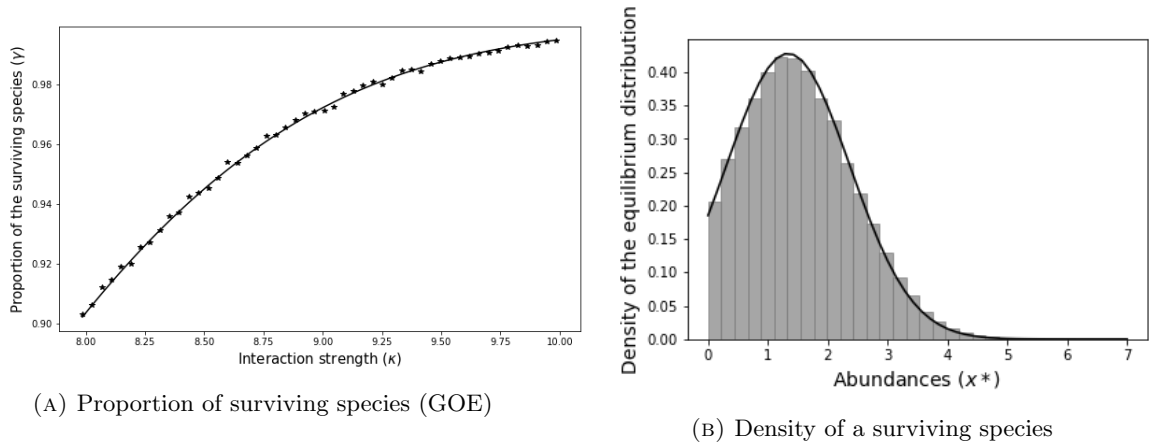 Proportion of the surviving species (γ)
0.98
0.96
0.94
0.92
0.90
8.00 8.25 8.50 8.75 9.00 9.25 9.50 9.75 10.00
Interaction strength (κ)
(A) Proportion of surviving species (GOE)
Density of the equilibrium distribution
0.40
0.35
0.30
0.25
0.20
0.15
0.10
0.05
0.00
0 1 2 3 4 5 6 7
Abundances (x*)
(B) Density of a surviving species